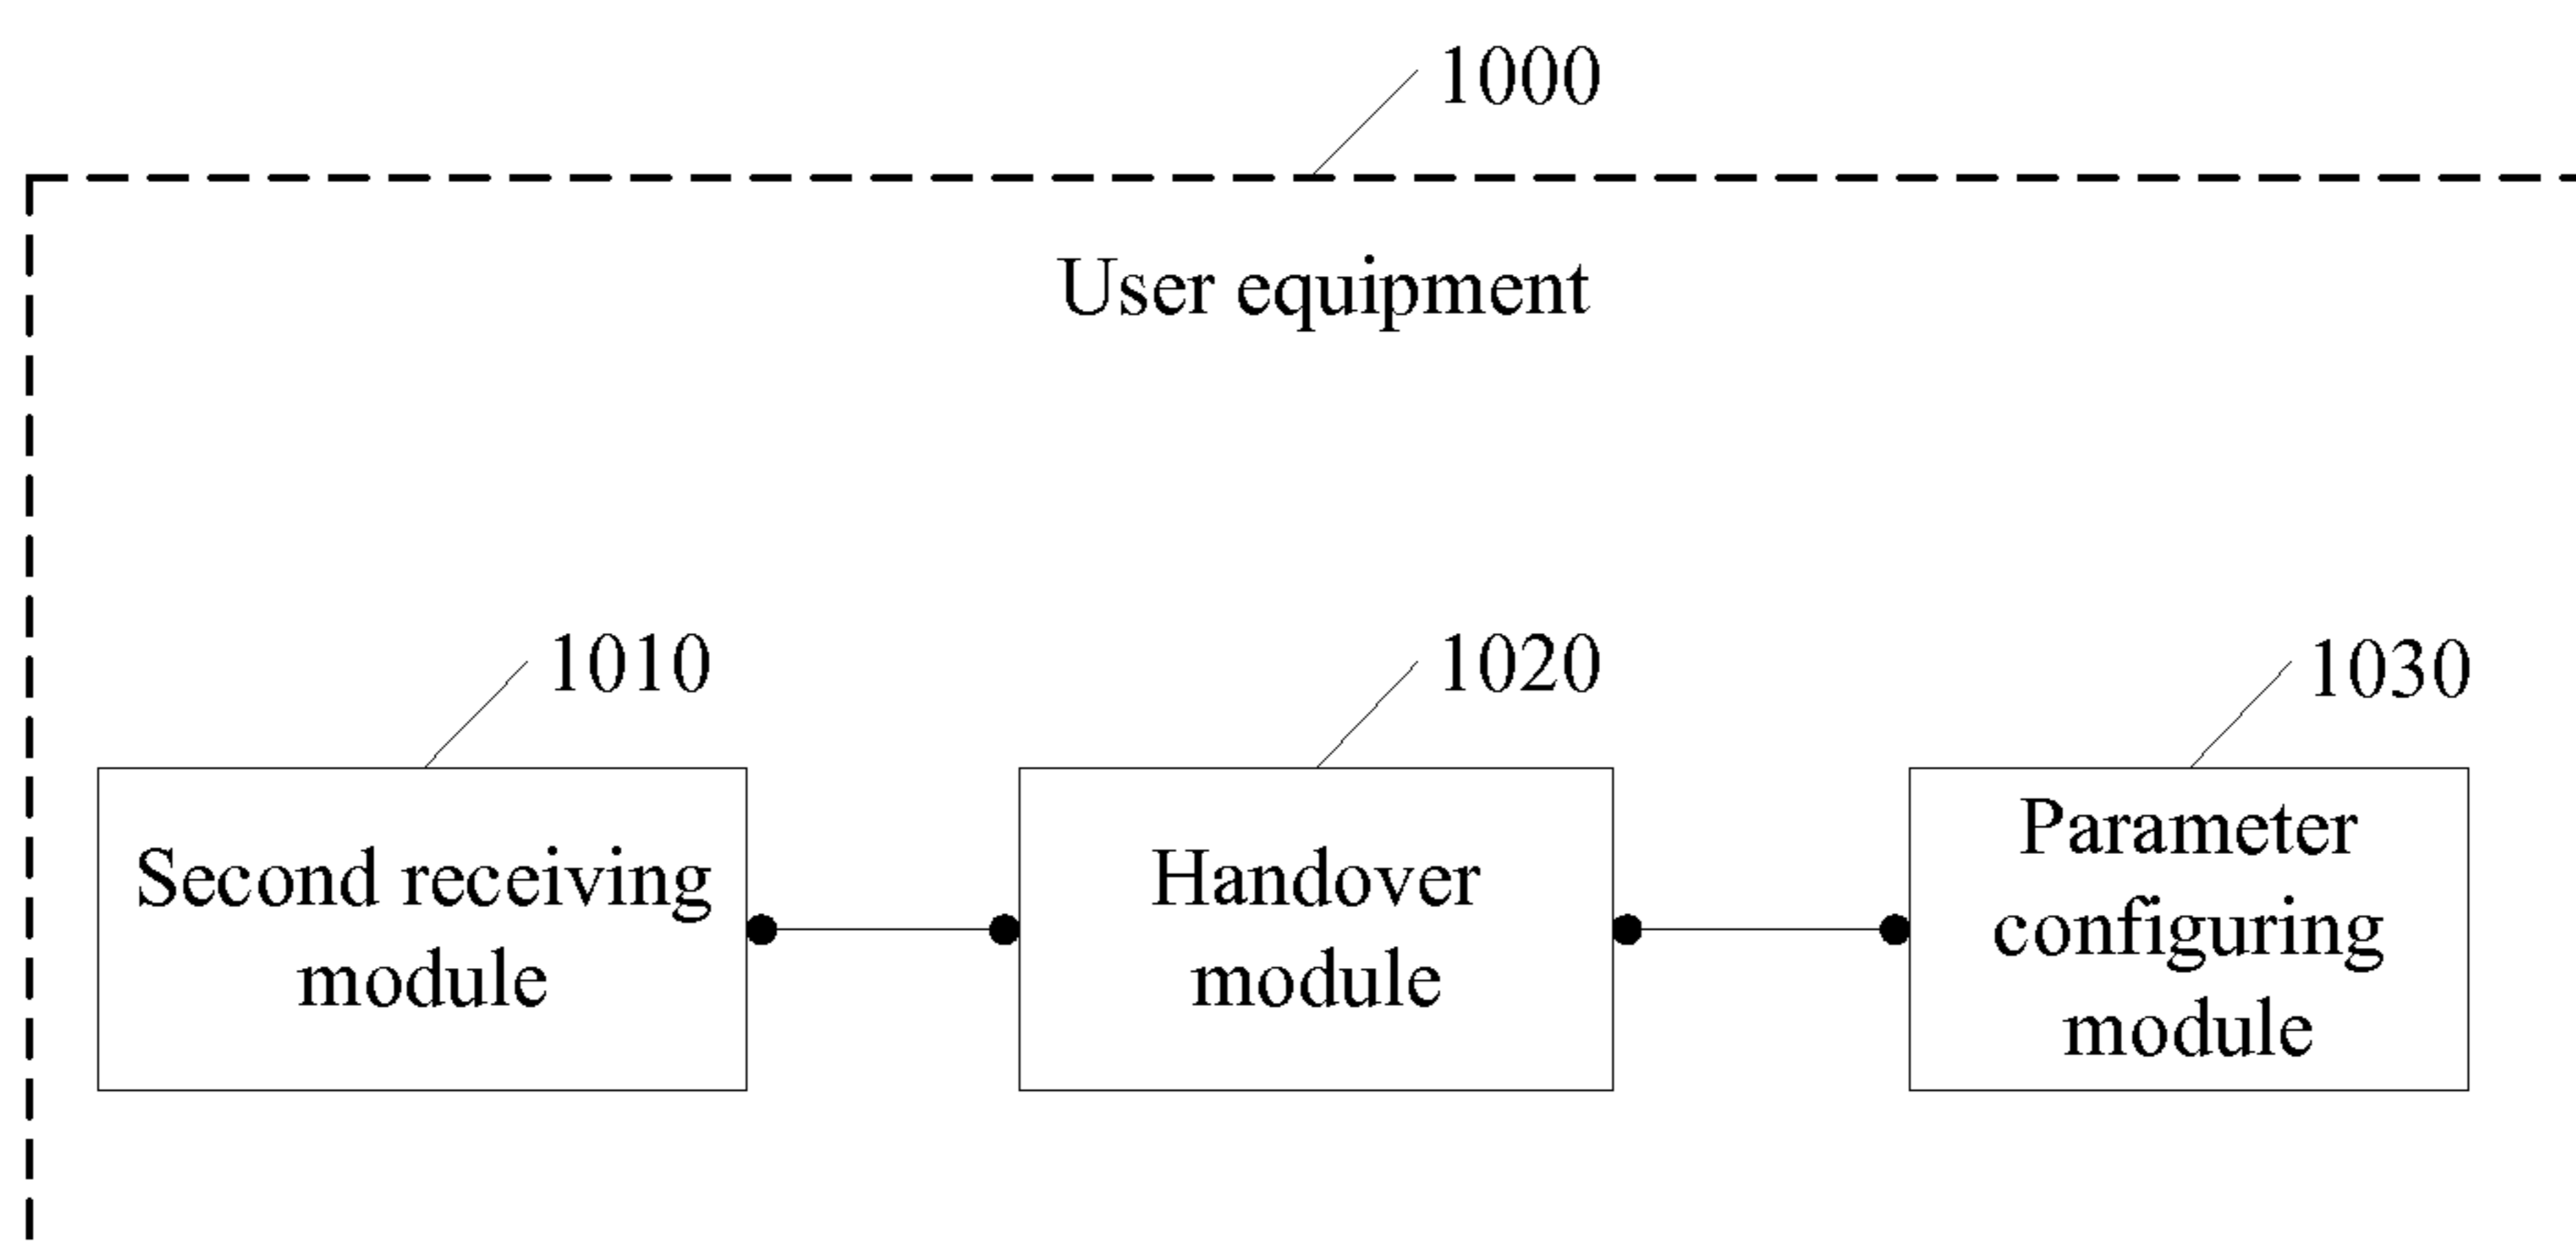 1000
User equipment
1010
1020
1030
Second receiving
module
Handover
module
Parameter
configuring
module